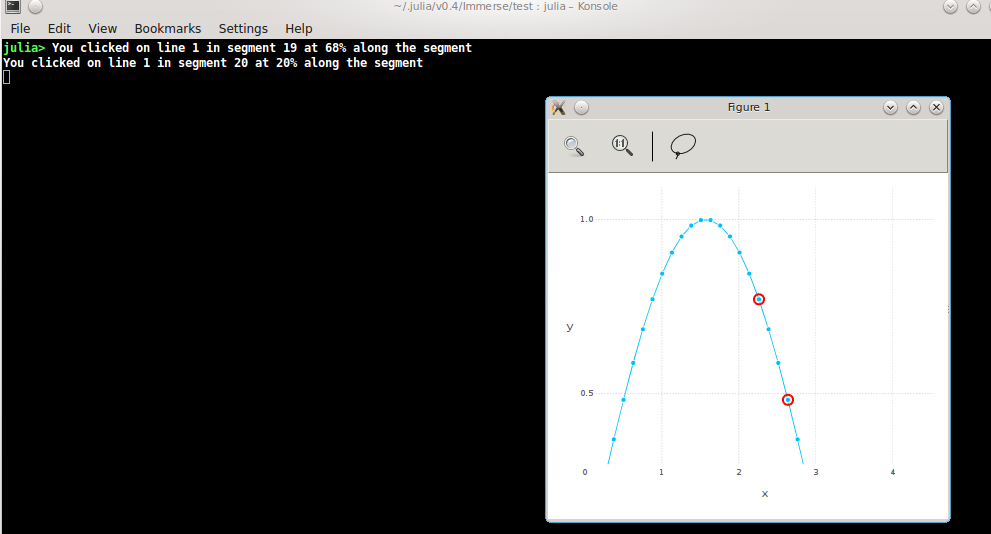 ~/.julia/v0.4/Immerse/test : julia – Konsole
File Edit View Bookmarks Settings Help
julia> You clicked on line 1 in segment 19 at 68% along the segment
You clicked on line 1 in segment 20 at 20% along the segment
Figure 1
1:1
1.0
y
0.5
0 1 2 3 4
x